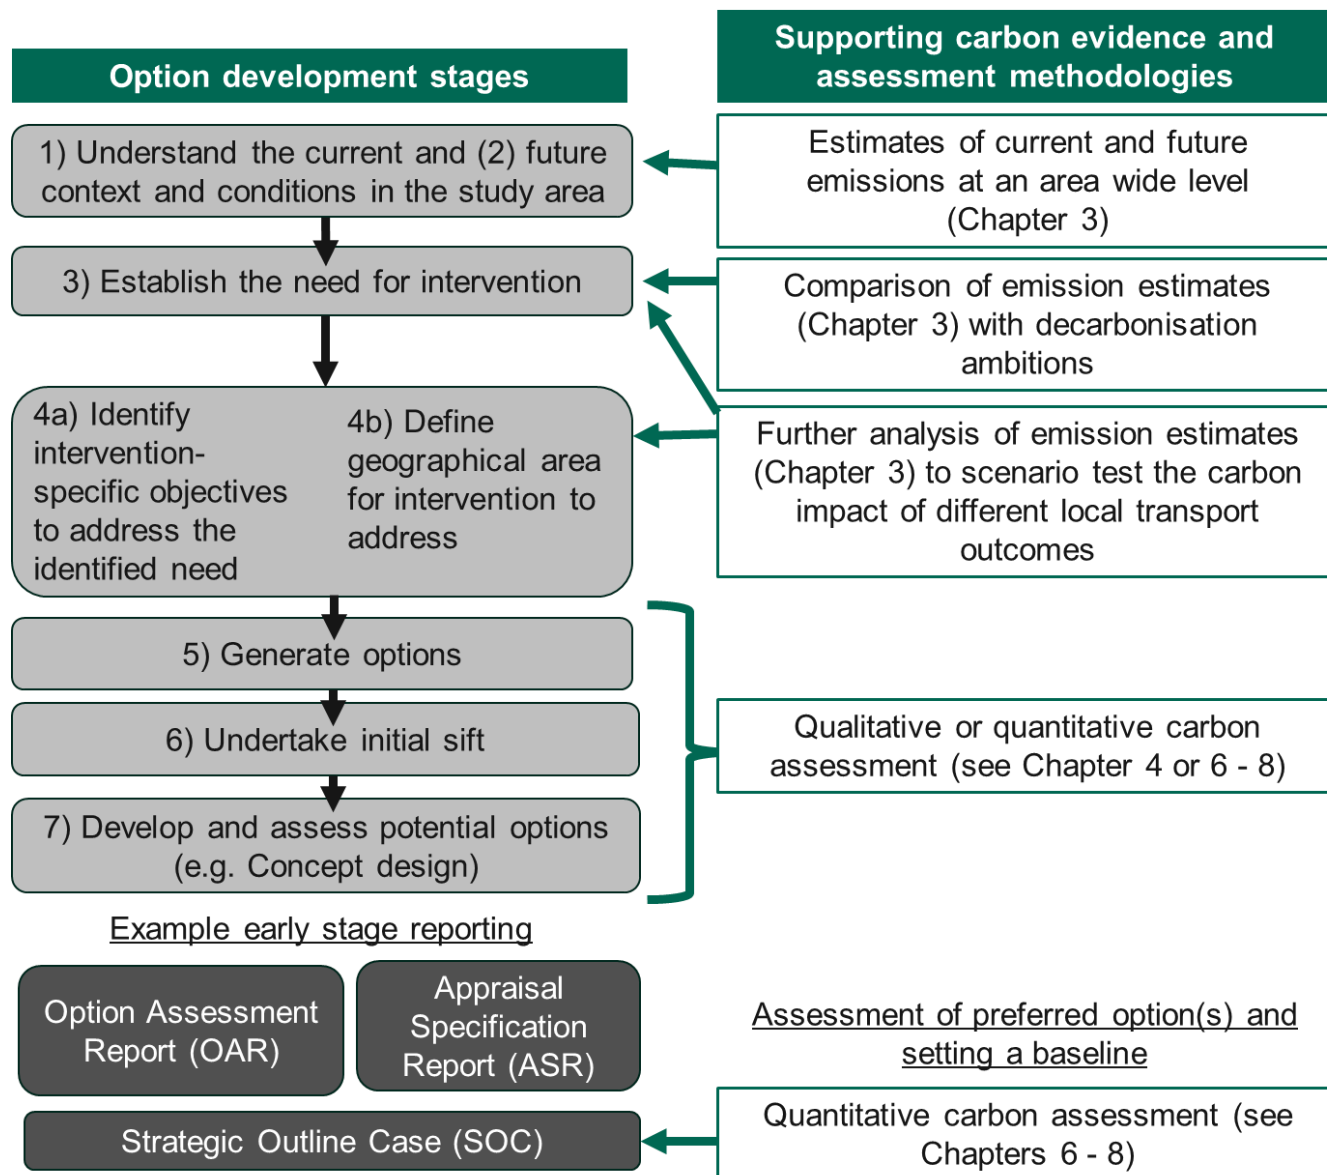 Option development stages
1) Understand the current and (2) future
context and conditions in the study area
3) Establish the need for intervention
4a) Identify
intervention-
specific objectives
to address the
identified need
4b) Define
geographical area
for intervention to
address
5) Generate options
6) Undertake initial sift
7) Develop and assess potential options
(e.g. Concept design)
Example early stage reporting
Option Assessment
Report (OAR)
Appraisal
Specification
Report (ASR)
Strategic Outline Case (SOC)
Supporting carbon evidence and
assessment methodologies
Estimates of current and future
emissions at an area wide level
(Chapter 3)
Comparison of emission estimates
(Chapter 3) with decarbonisation
ambitions
Further analysis of emission estimates
(Chapter 3) to scenario test the carbon
impact of different local transport
outcomes
Qualitative or quantitative carbon
assessment (see Chapter 4 or 6 - 8)
Assessment of preferred option(s) and
setting a baseline
Quantitative carbon assessment (see
Chapters 6 - 8)